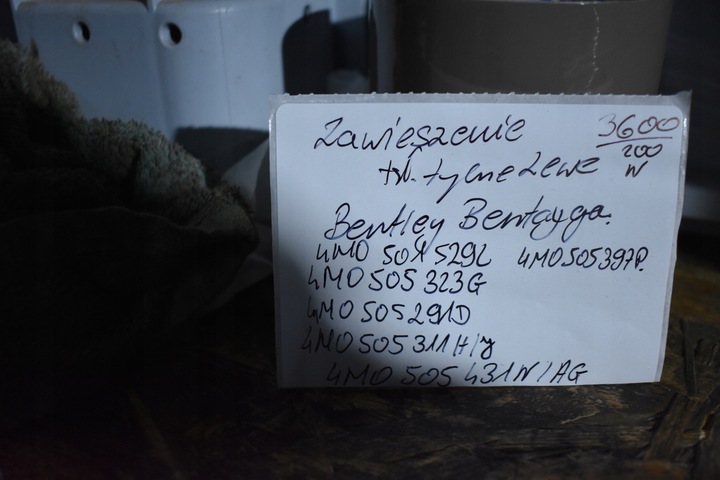 Zawieszenie 3600
200
tył. tylne Lewe W
Bentley Bentayga.
4M0 505 529L 4M0505397P.
4M0 505 323G
4M0 505 291D
4M0 505 311H/J
4M0 505 431N/AG